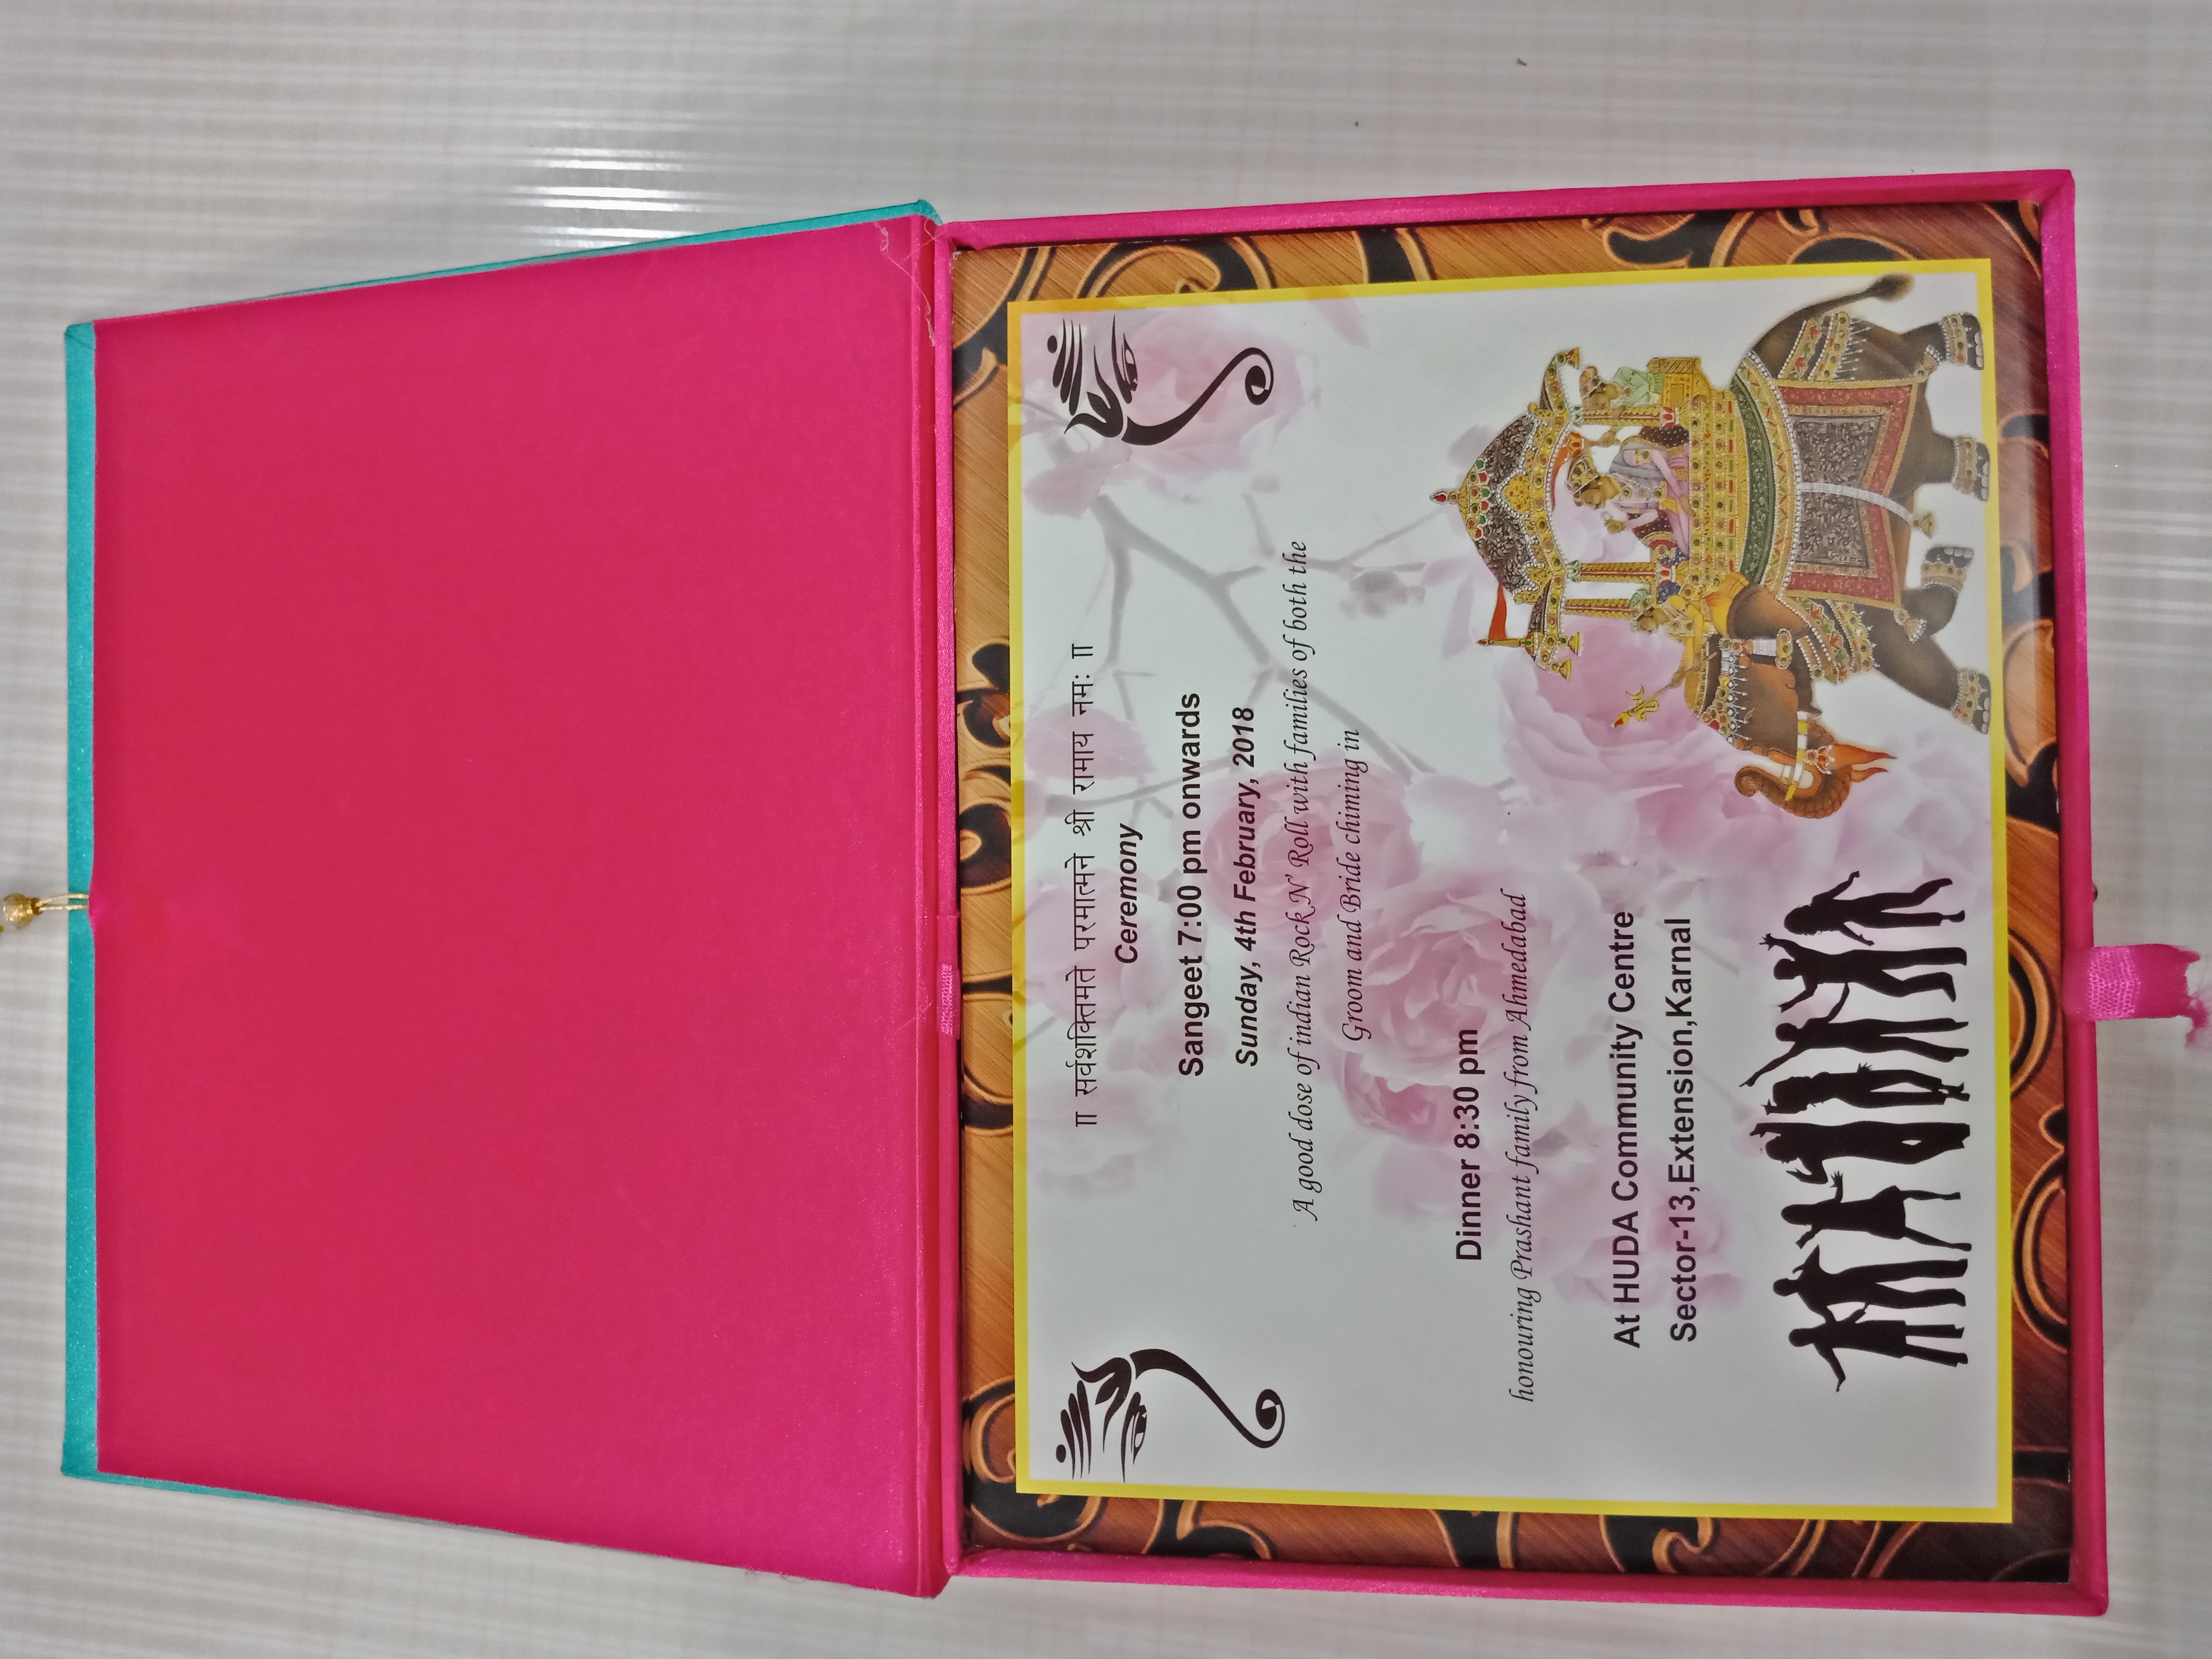 ॥ सर्वशक्तिमते परमात्मने श्री रामाय नमः ॥
Ceremony
Sangeet 7:00 pm onwards
Sunday, 4th February, 2018
A good dose of indian Rock N' Roll with families of both the
Groom and Bride chiming in
Dinner 8:30 pm
honouring Prashant family from Ahmedabad
At HUDA Community Centre
Sector-13,Extension,Karnal